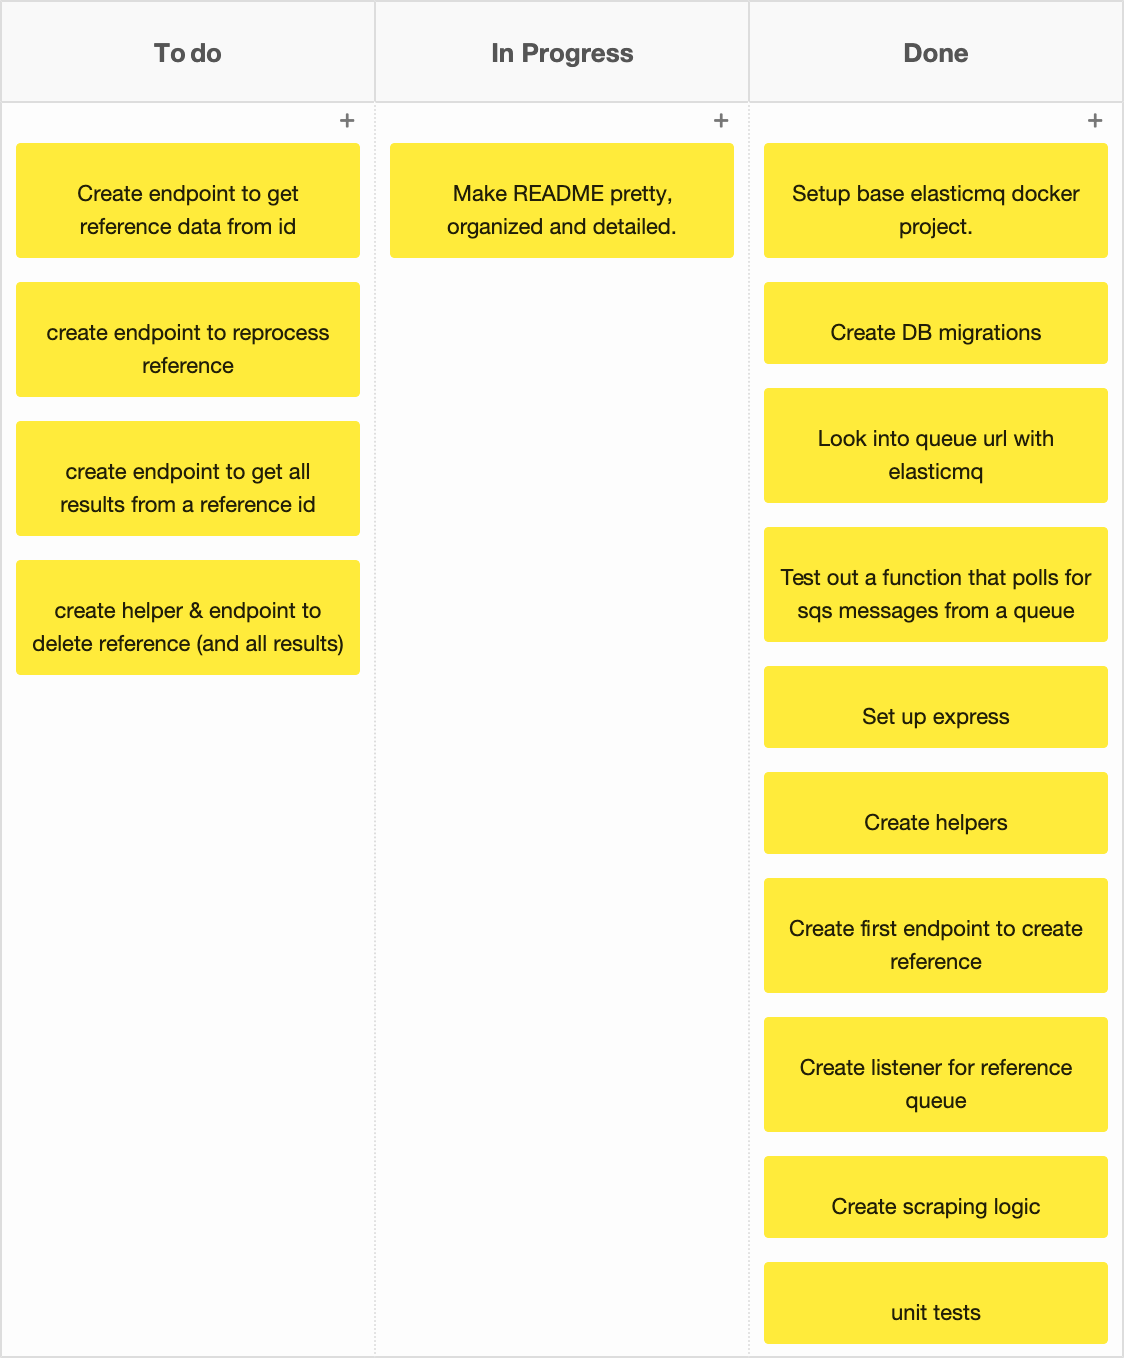 To do
In Progress
Done
+
+
+
Create endpoint to get
reference data from id
create endpoint to reprocess
reference
create endpoint to get all
results from a reference id
create helper & endpoint to
delete reference (and all results)
Make README pretty,
organized and detailed.
Setup base elasticmq docker
project.
Create DB migrations
Look into queue url with
elasticmq
Test out a function that polls for
sqs messages from a queue
Set up express
Create helpers
Create first endpoint to create
reference
Create listener for reference
queue
Create scraping logic
unit tests